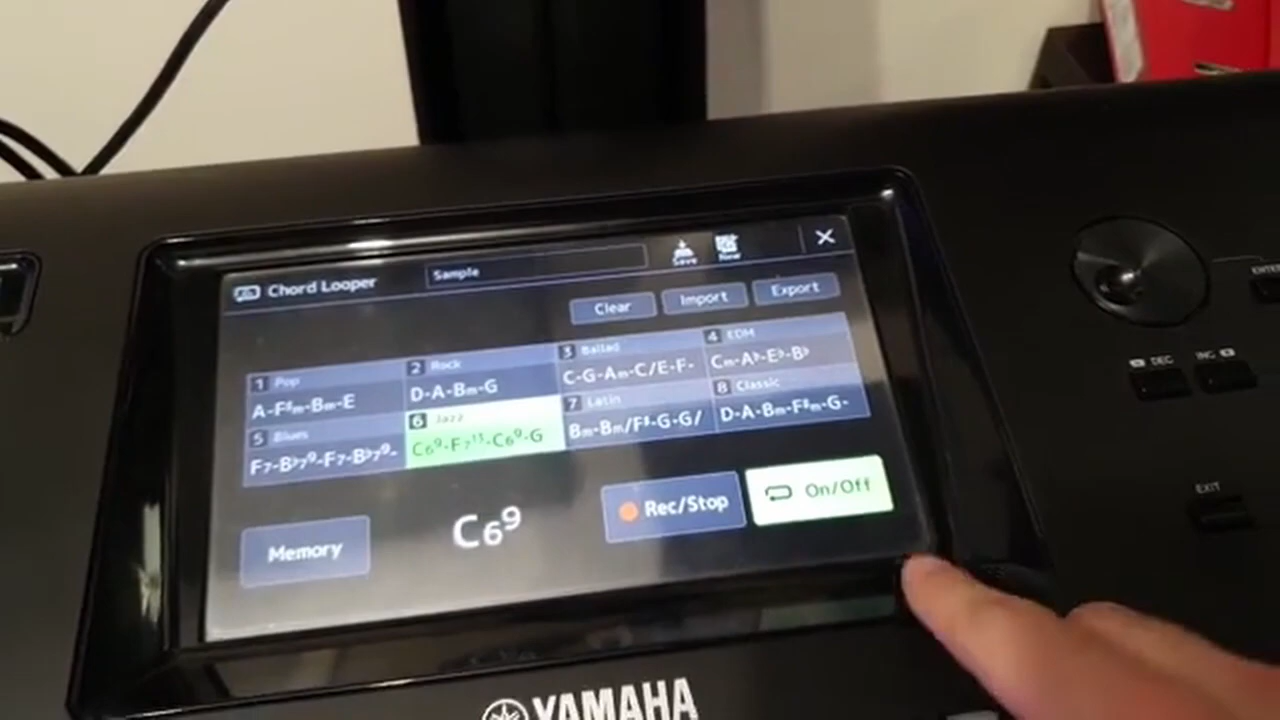 Chord Looper
Sample
Save
New
Clear
Import
Export
1 Pop
A-F♯m-Bm-E
2 Rock
D-A-Bm-G
3 Ballad
C-G-Am-C/E-F-
4 EDM
Cm-A♭-E♭-B♭
5 Blues
F7-B♭7⁹-F7-B♭7⁹-
6 Jazz
C6⁹-F7¹³-C6⁹-G
7 Latin
Bm-Bm/F♯-G-G/
8 Classic
D-A-Bm-F♯m-G-
Memory
C6⁹
Rec/Stop
On/Off
YAMAHA
DEC
INC
EXIT